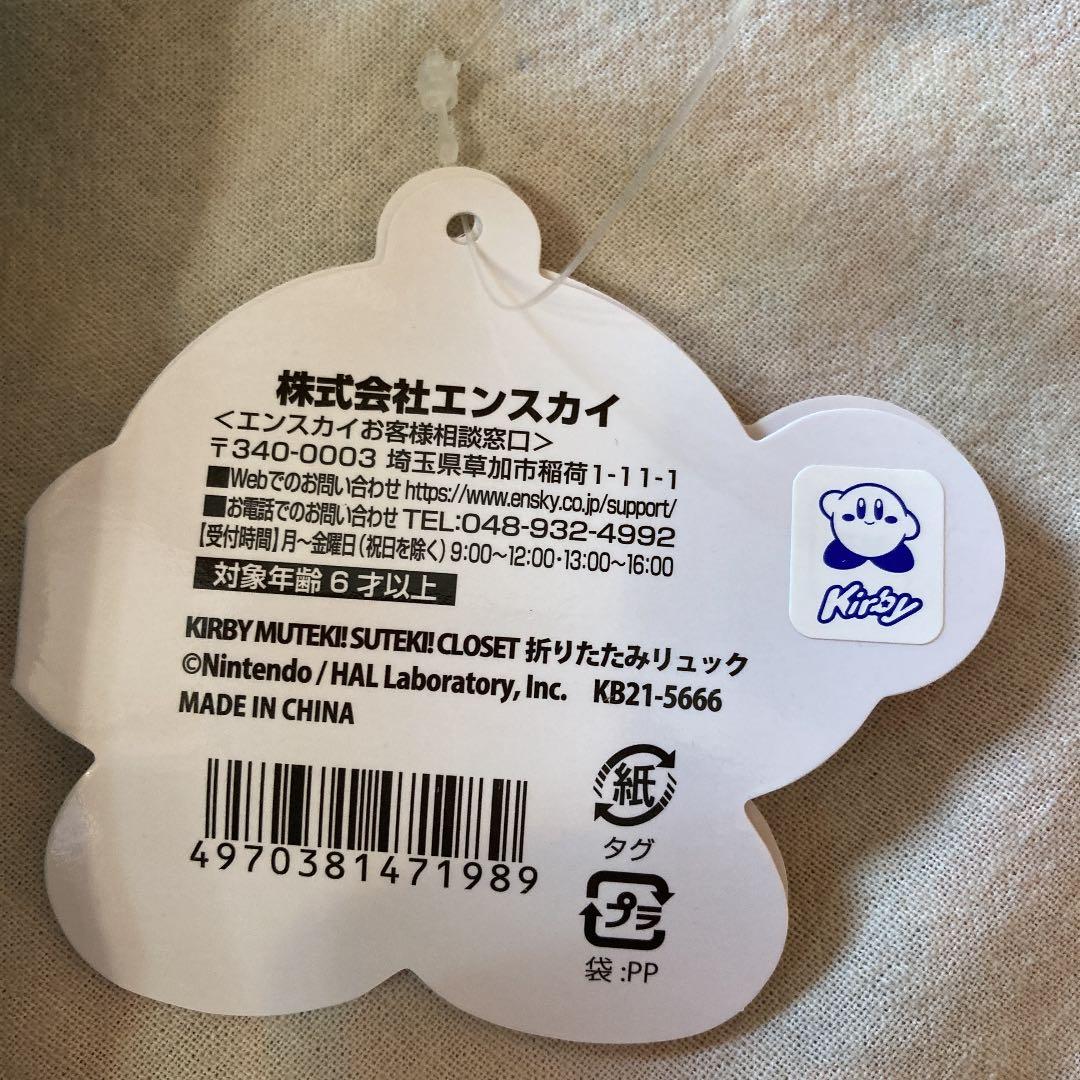 株式会社エンスカイ
<エンスカイお客様相談窓口>
〒340-0003 埼玉県草加市稲荷1-11-1
■Webでのお問い合わせ https://www.ensky.co.jp/support/
■お電話でのお問い合わせ TEL:048-932-4992
【受付時間】月〜金曜日(祝日を除く)9:00〜12:00・13:00〜16:00
対象年齢 6 才以上
KIRBY MUTEKI! SUTEKI! CLOSET 折りたたみリュック
©Nintendo / HAL Laboratory, Inc. KB21-5666
MADE IN CHINA
4970381471989
紙
タグ
プラ
袋:PP
Kirby